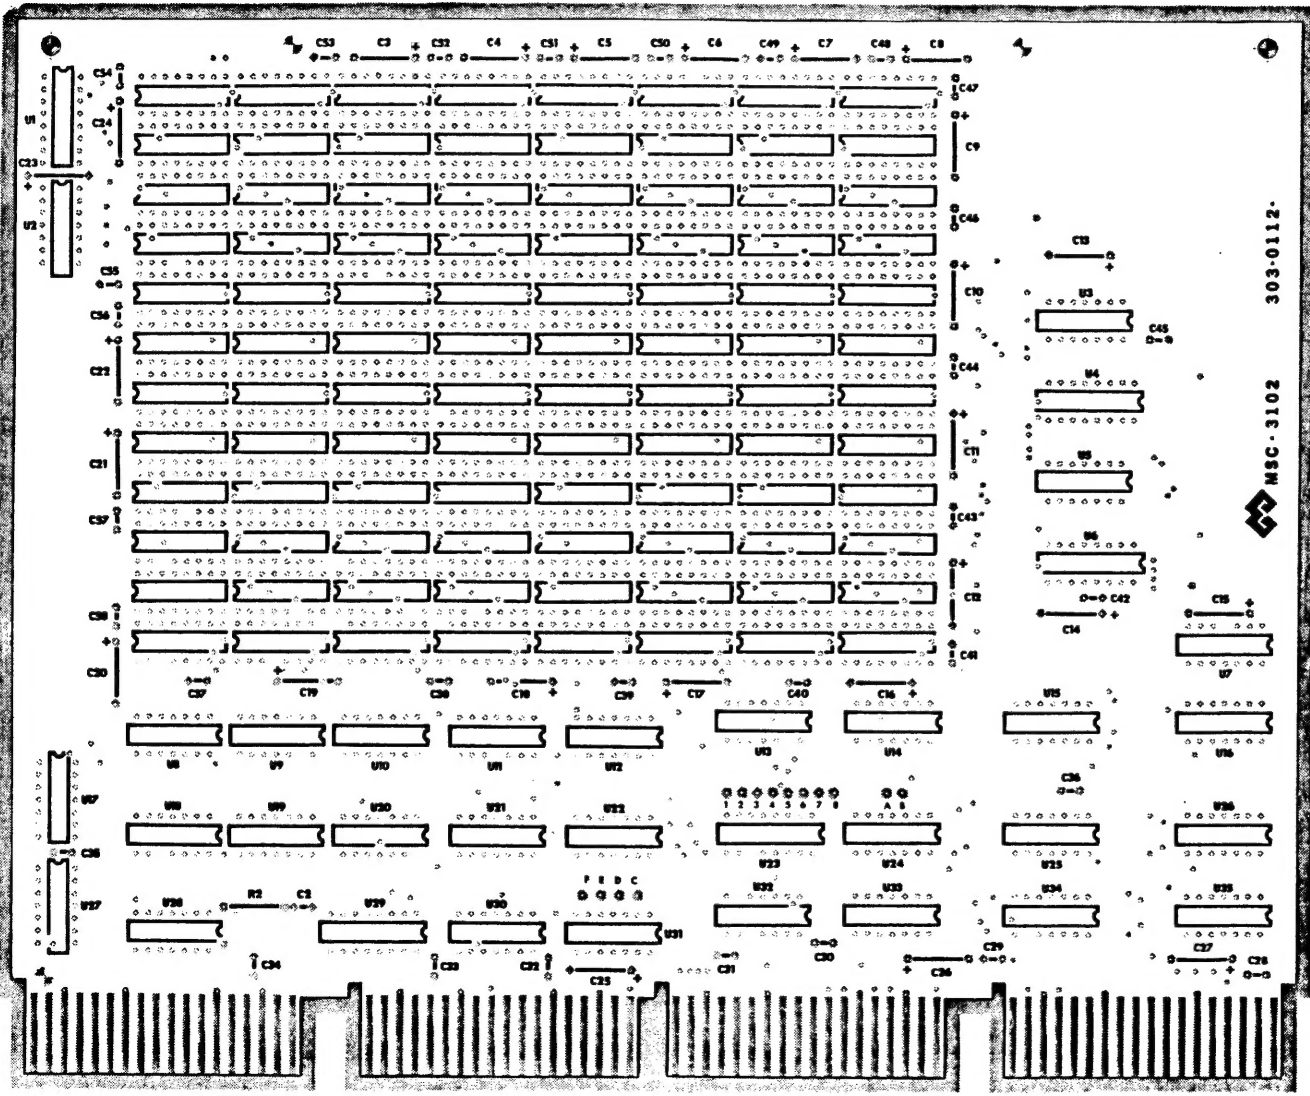 C53 C3 + C52 C4 + C51 + C5 C50 + C6 C49 + C7 C48 + C8
C54
C47
+
C24
U1
+
C9
C23
+
U2
C46
C55
+
C10
C56
+
C22
C44
+
C21
+
C11
C57
C43
+
C12
+
C20
C41
C37 + C19 C38 C18 + C39 + C17 C40 C16 +
C13
+
U3
C45
U4
U5
U6
C42
C14 +
C15 +
U7
303-0112-
MSC-3102
U8 U9 U10 U11 U12 U13 U14 U15 U16
U17
C36
1 2 3 4 5 6 7 8 A B
U18 U19 U20 U21 U22 U23 U24 U25 U26
U27
F E D C
U28 R2 C2 U29 U30 U31 U32 U33 U34 U35
C34 C33 C32 C25 + C31 C30 + C26 C29 C27 + C28